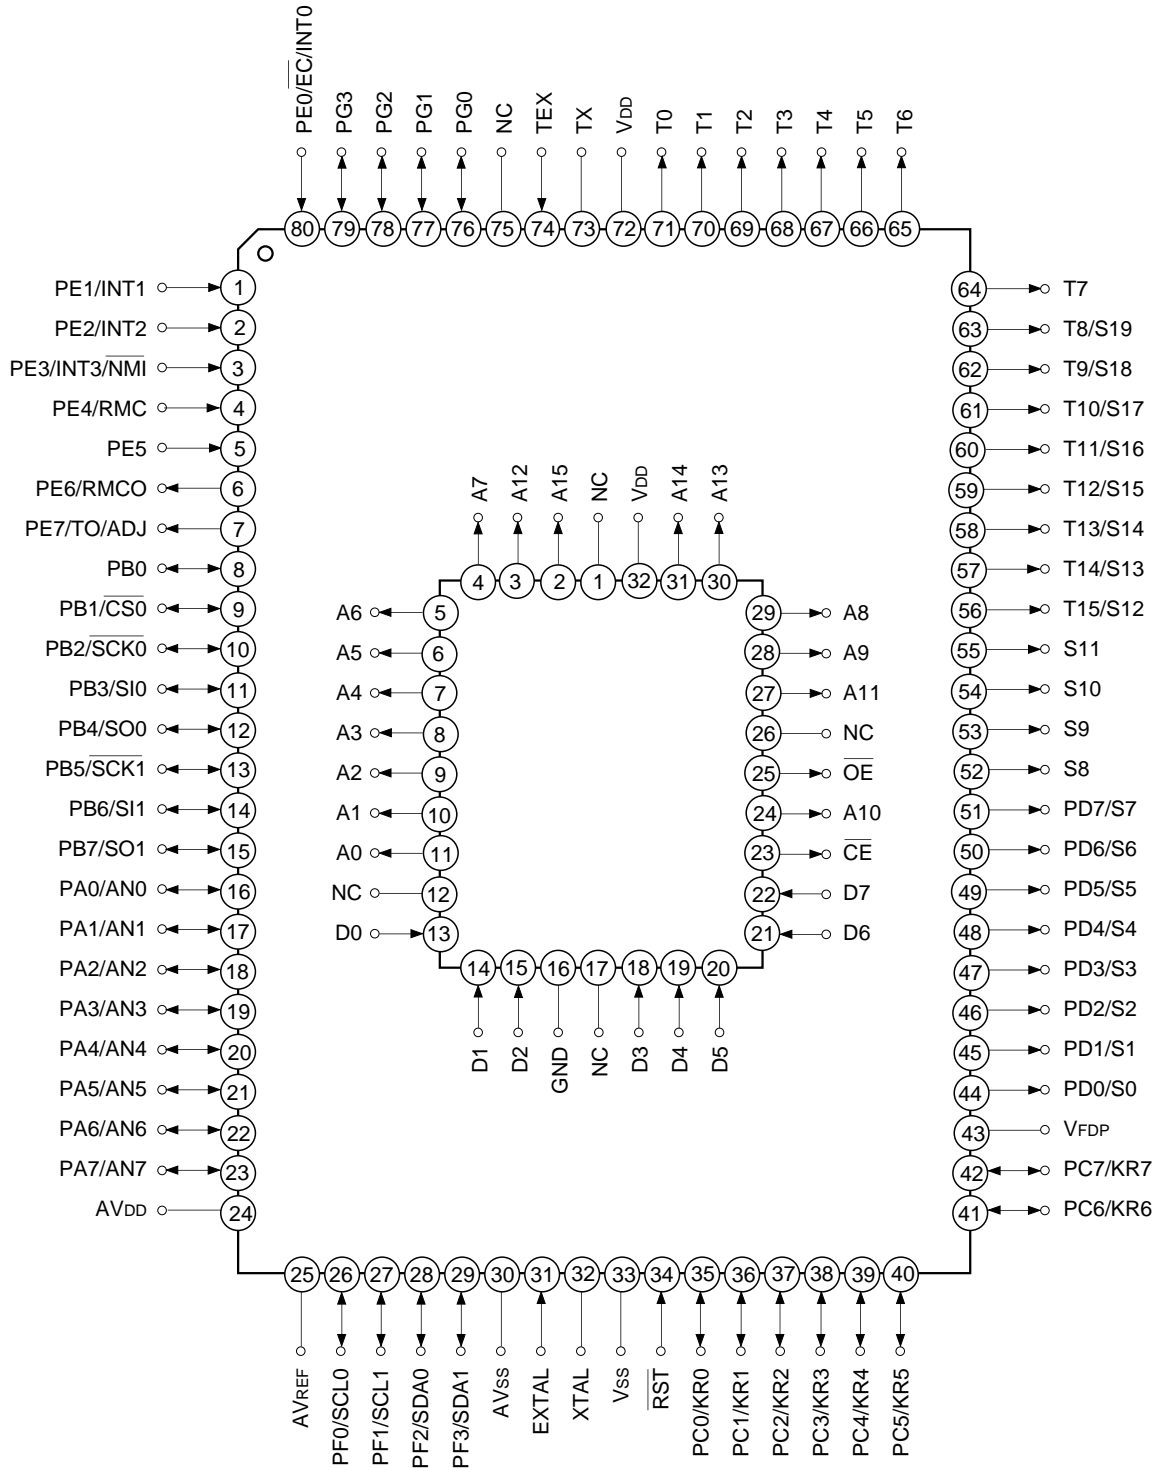 PE0/E̅C̅/INT0
PG3
PG2
PG1
PG0
NC
TEX
TX
VDD
T0
T1
T2
T3
T4
T5
T6
80 79 78 77 76 75 74 73 72 71 70 69 68 67 66 65
PE1/INT1 1
PE2/INT2 2
PE3/INT3/N̅M̅I̅ 3
PE4/RMC 4
PE5 5
PE6/RMCO 6
PE7/TO/ADJ 7
PB0 8
PB1/C̅S̅0̅ 9
PB2/S̅C̅K̅0̅ 10
PB3/SI0 11
PB4/SO0 12
PB5/S̅C̅K̅1̅ 13
PB6/SI1 14
PB7/SO1 15
PA0/AN0 16
PA1/AN1 17
PA2/AN2 18
PA3/AN3 19
PA4/AN4 20
PA5/AN5 21
PA6/AN6 22
PA7/AN7 23
AVDD 24
A7
A12
A15
NC
VDD
A14
A13
4 3 2 1 32 31 30
A6 5
A5 6
A4 7
A3 8
A2 9
A1 10
A0 11
NC 12
D0 13
29 A8
28 A9
27 A11
26 NC
25 O̅E̅
24 A10
23 C̅E̅
22 D7
21 D6
14 15 16 17 18 19 20
D1
D2
GND
NC
D3
D4
D5
64 T7
63 T8/S19
62 T9/S18
61 T10/S17
60 T11/S16
59 T12/S15
58 T13/S14
57 T14/S13
56 T15/S12
55 S11
54 S10
53 S9
52 S8
51 PD7/S7
50 PD6/S6
49 PD5/S5
48 PD4/S4
47 PD3/S3
46 PD2/S2
45 PD1/S1
44 PD0/S0
43 VFDP
42 PC7/KR7
41 PC6/KR6
25 26 27 28 29 30 31 32 33 34 35 36 37 38 39 40
AVREF
PF0/SCL0
PF1/SCL1
PF2/SDA0
PF3/SDA1
AVSS
EXTAL
XTAL
VSS
R̅S̅T̅
PC0/KR0
PC1/KR1
PC2/KR2
PC3/KR3
PC4/KR4
PC5/KR5